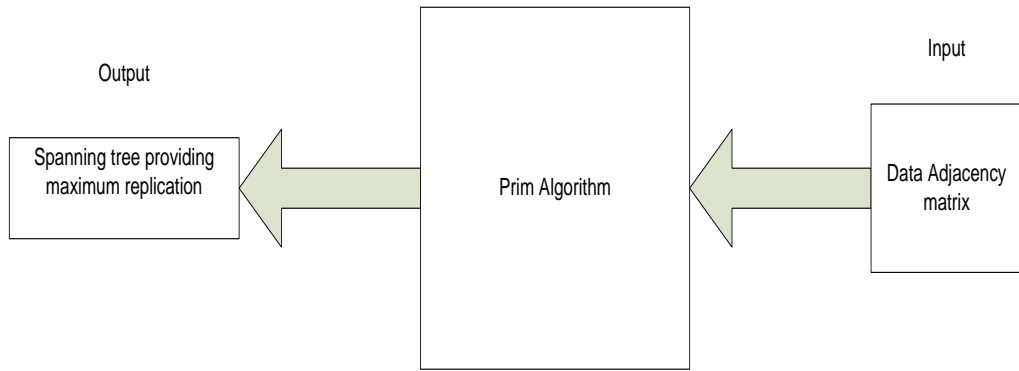 Output
Spanning tree providing
maximum replication
Prim Algorithm
Input
Data Adjacency
matrix